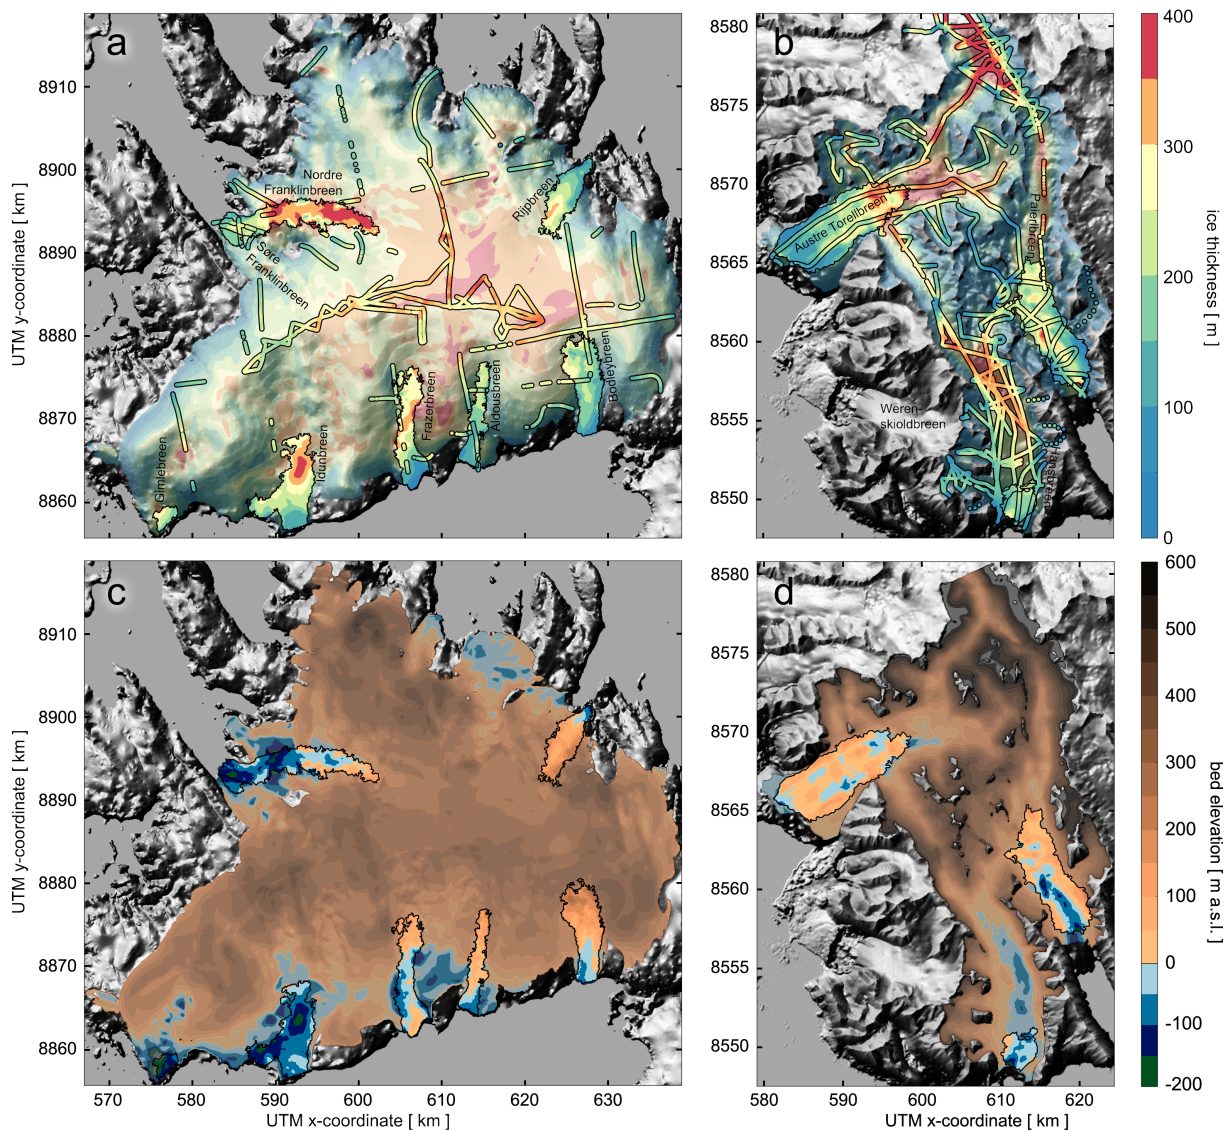 a
b
c
d
8910
8900
8890
8880
8870
8860
UTM y-coordinate [ km ]
Nordre
Franklinbreen
Søre
Franklinbreen
Rijpbreen
Gimlebreen
Idunbreen
Frazerbreen
Aldousbreen
Bodleybreen
8580
8575
8570
8565
8560
8555
8550
Austre Torellbreen
Paierlbreen
Weren-
skioldbreen
400
300
200
100
0
ice thickness [ m ]
8910
8900
8890
8880
8870
8860
UTM y-coordinate [ km ]
570
580
590
600
610
620
630
UTM x-coordinate [ km ]
8580
8575
8570
8565
8560
8555
8550
580
590
600
610
620
UTM x-coordinate [ km ]
600
500
400
300
200
100
0
-100
-200
bed elevation [ m a.s.l. ]